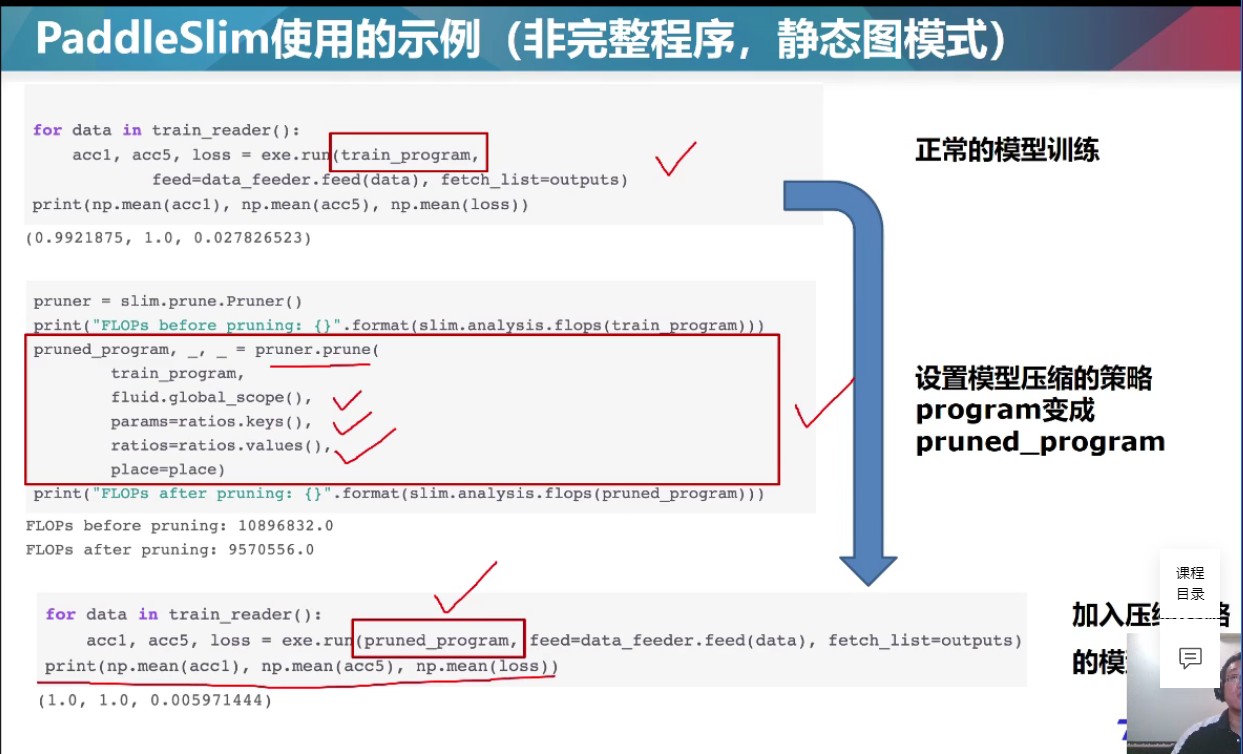 PaddleSlim使用的示例（非完整程序，静态图模式）
for data in train_reader():
acc1, acc5, loss = exe.run(train_program,
feed=data_feeder.feed(data), fetch_list=outputs)
print(np.mean(acc1), np.mean(acc5), np.mean(loss))
(0.9921875, 1.0, 0.027826523)
正常的模型训练
pruner = slim.prune.Pruner()
print("FLOPs before pruning: {}".format(slim.analysis.flops(train_program)))
pruned_program, _, _ = pruner.prune(
train_program,
fluid.global_scope(),
params=ratios.keys(),
ratios=ratios.values(),
place=place)
print("FLOPs after pruning: {}".format(slim.analysis.flops(pruned_program)))
FLOPs before pruning: 10896832.0
FLOPs after pruning: 9570556.0
设置模型压缩的策略
program变成
pruned_program
for data in train_reader():
acc1, acc5, loss = exe.run(pruned_program, feed=data_feeder.feed(data), fetch_list=outputs)
print(np.mean(acc1), np.mean(acc5), np.mean(loss))
(1.0, 1.0, 0.005971444)
加入压
的模
课程
目录